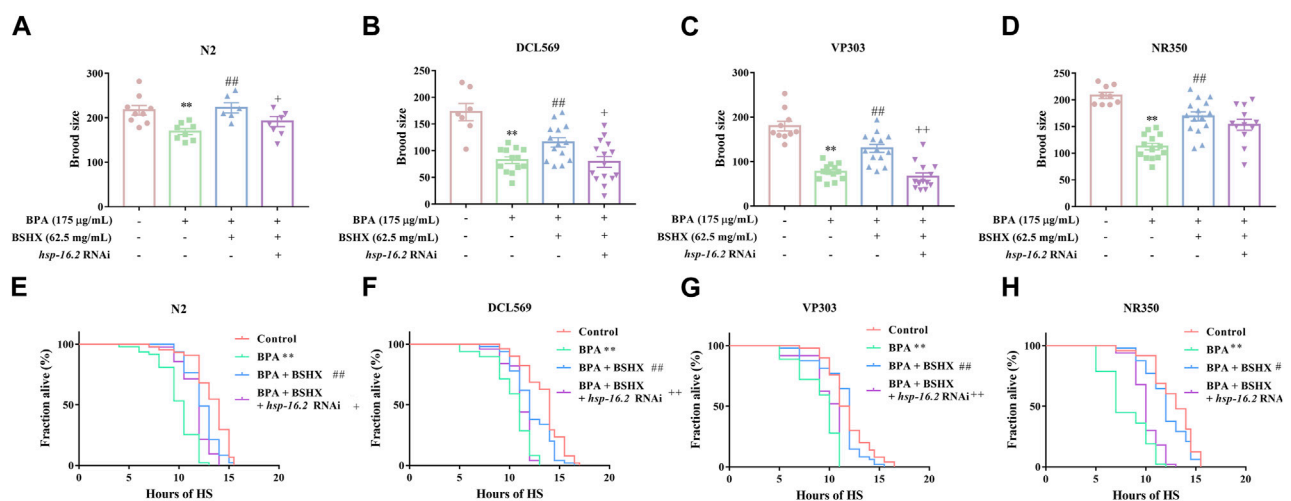 A
N2
Brood size
300
200
100
0
**
##
+
BPA (175 μg/mL) - + + +
BSHX (62.5 mg/mL) - - + +
hsp-16.2 RNAi - - - +
B
DCL569
Brood size
250
200
150
100
50
0
**
##
+
BPA (175 μg/mL) - + + +
BSHX (62.5 mg/mL) - - + +
hsp-16.2 RNAi - - - +
C
VP303
Brood size
300
200
100
0
**
##
++
BPA (175 μg/mL) - + + +
BSHX (62.5 mg/mL) - - + +
hsp-16.2 RNAi - - - +
D
NR350
Brood size
250
200
150
100
50
0
**
##
BPA (175 μg/mL) - + + +
BSHX (62.5 mg/mL) - - + +
hsp-16.2 RNAi - - - +
E
N2
Fraction alive (%)
100
50
0
0 5 10 15 20
Hours of HS
Control
BPA **
BPA + BSHX ##
BPA + BSHX
+ hsp-16.2 RNAi +
F
DCL569
Fraction alive (%)
100
50
0
0 5 10 15 20
Hours of HS
Control
BPA **
BPA + BSHX ##
BPA + BSHX
+ hsp-16.2 RNAi ++
G
VP303
Fraction alive (%)
100
50
0
0 5 10 15 20
Hours of HS
Control
BPA **
BPA + BSHX ##
BPA + BSHX
+ hsp-16.2 RNAi ++
H
NR350
Fraction alive (%)
100
50
0
0 5 10 15 20
Hours of HS
Control
BPA **
BPA + BSHX #
BPA + BSHX
+ hsp-16.2 RNA